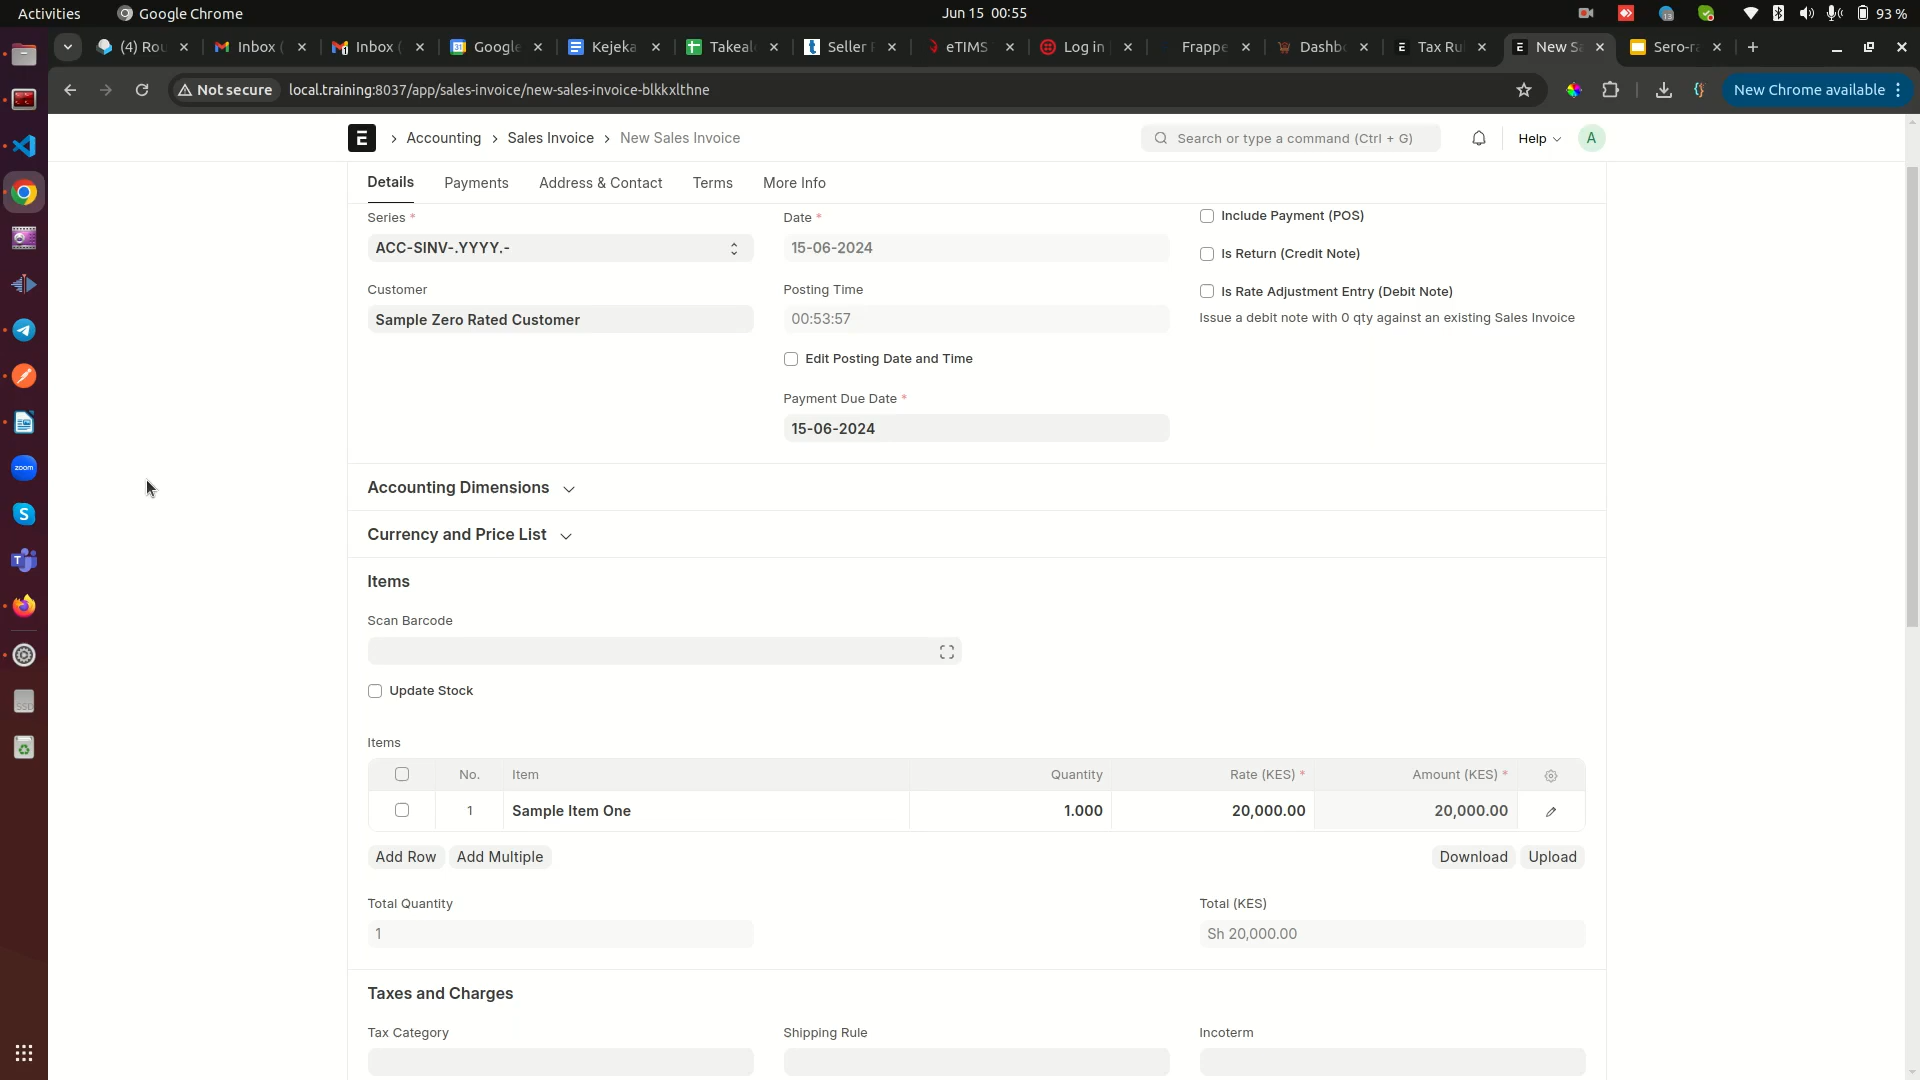 Activities
Google Chrome
Jun 15 00:55
93 %
(4) Rou
Inbox (
Inbox (
Google
Kejeka
Takeal
Seller
eTIMS
Log in
Frappe
Dashb
Tax Ru
New Sa
Sero-ra
Not secure
local.training:8037/app/sales-invoice/new-sales-invoice-blkkxlthne
New Chrome available
E
Accounting
Sales Invoice
New Sales Invoice
Search or type a command (Ctrl + G)
Help
A
Details
Payments
Address & Contact
Terms
More Info
Series *
ACC-SINV-.YYYY.-
Customer
Sample Zero Rated Customer
Date *
15-06-2024
Posting Time
00:53:57
Edit Posting Date and Time
Payment Due Date *
15-06-2024
Include Payment (POS)
Is Return (Credit Note)
Is Rate Adjustment Entry (Debit Note)
Issue a debit note with 0 qty against an existing Sales Invoice
Accounting Dimensions
Currency and Price List
Items
Scan Barcode
Update Stock
Items
No. Item Quantity Rate (KES) * Amount (KES) *
1 Sample Item One 1.000 20,000.00 20,000.00
Add Row
Add Multiple
Download
Upload
Total Quantity
1
Total (KES)
Sh 20,000.00
Taxes and Charges
Tax Category
Shipping Rule
Incoterm
zoom
SSD